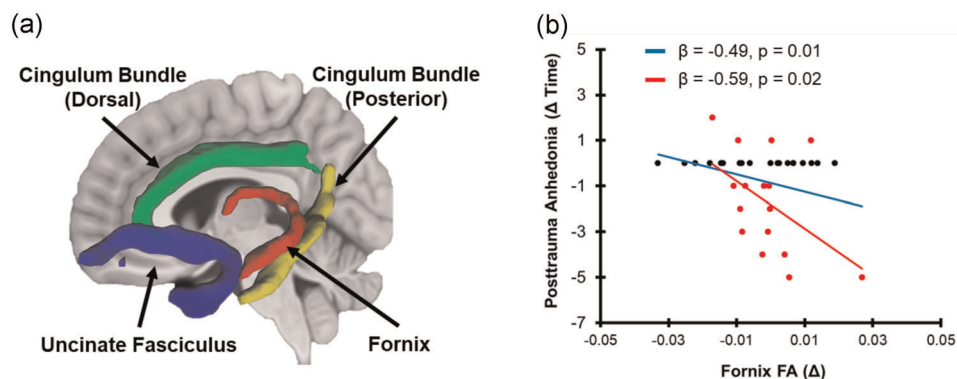 (a)
Cingulum Bundle
(Dorsal)
Cingulum Bundle
(Posterior)
Uncinate Fasciculus
Fornix
(b)
β = -0.49, p = 0.01
β = -0.59, p = 0.02
Posttrauma Anhedonia (Δ Time)
5
3
1
-1
-3
-5
-7
-0.05
-0.03
-0.01
0.01
0.03
0.05
Fornix FA (Δ)